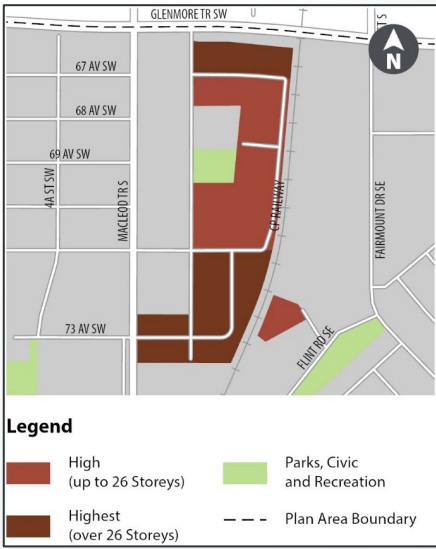 GLENMORE TR SW
T S
N
67 AV SW
68 AV SW
69 AV SW
4A ST SW
MACLEOD TR S
CP RAILWAY
FAIRMOUNT DR SE
73 AV SW
FLINT RD SE
Legend
High
(up to 26 Storeys)
Parks, Civic
and Recreation
Highest
(over 26 Storeys)
Plan Area Boundary